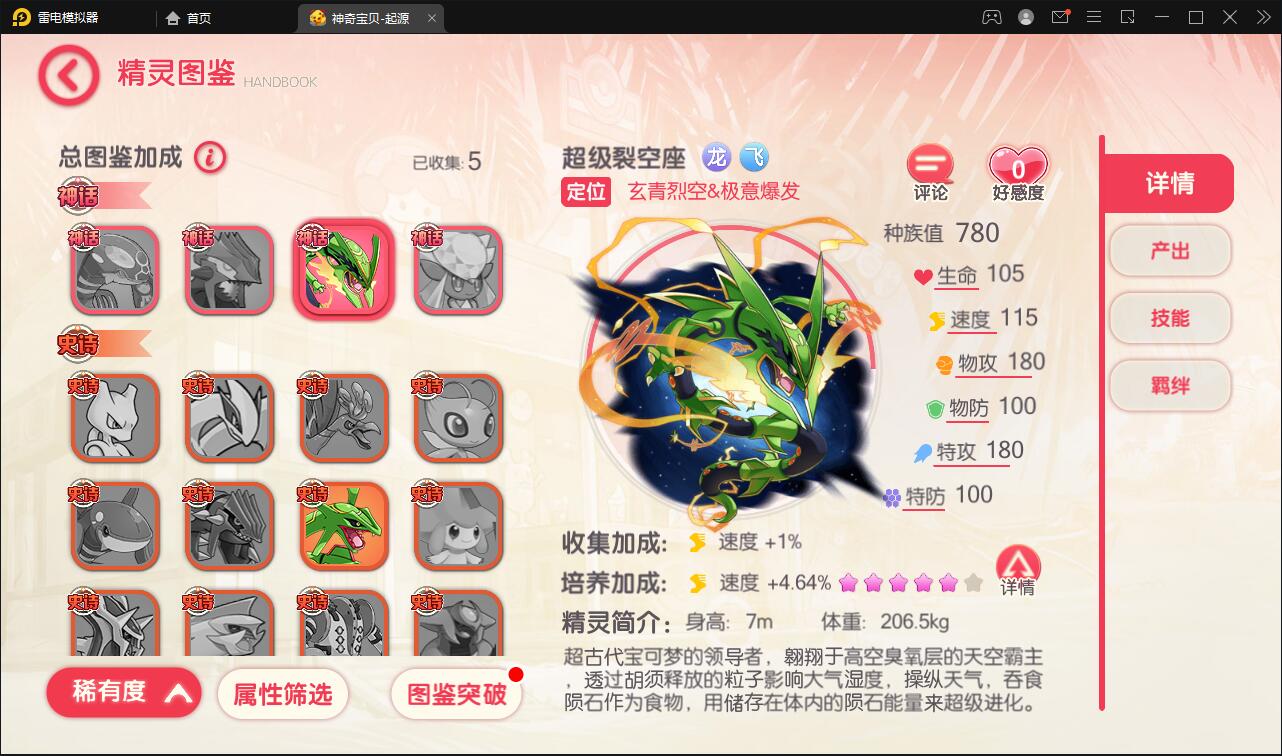 雷电模拟器
首页
神奇宝贝-起源
精灵图鉴 HANDBOOK
总图鉴加成
已收集:5
神话
神话
神话
神话
神话
史诗
史诗
史诗
史诗
史诗
史诗
史诗
史诗
史诗
史诗
史诗
史诗
史诗
稀有度
属性筛选
图鉴突破
超级裂空座 龙 飞
定位 玄青烈空&极意爆发
评论
0
好感度
种族值 780
生命 105
速度 115
物攻 180
物防 100
特攻 180
特防 100
收集加成: 速度 +1%
培养加成: 速度 +4.64%
详情
精灵简介: 身高: 7m 体重: 206.5kg
超古代宝可梦的领导者，翱翔于高空臭氧层的天空霸主
，透过胡须释放的粒子影响大气湿度，操纵天气，吞食
陨石作为食物，用储存在体内的陨石能量来超级进化。
详情
产出
技能
羁绊